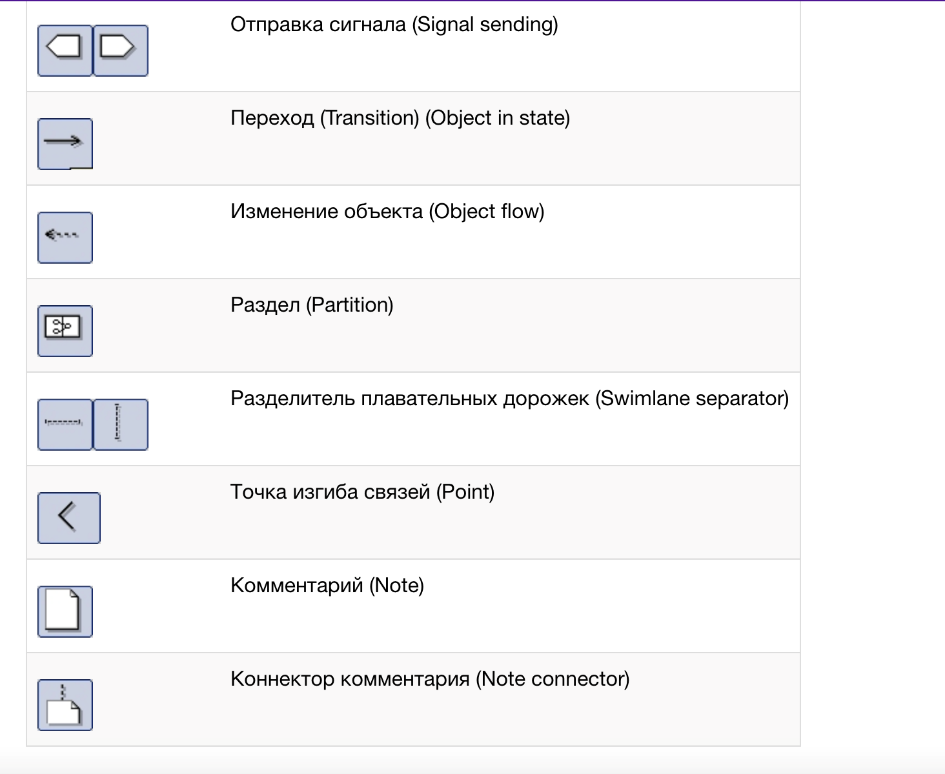 Отправка сигнала (Signal sending)
Переход (Transition) (Object in state)
Изменение объекта (Object flow)
Раздел (Partition)
Разделитель плавательных дорожек (Swimlane separator)
Точка изгиба связей (Point)
Комментарий (Note)
Коннектор комментария (Note connector)